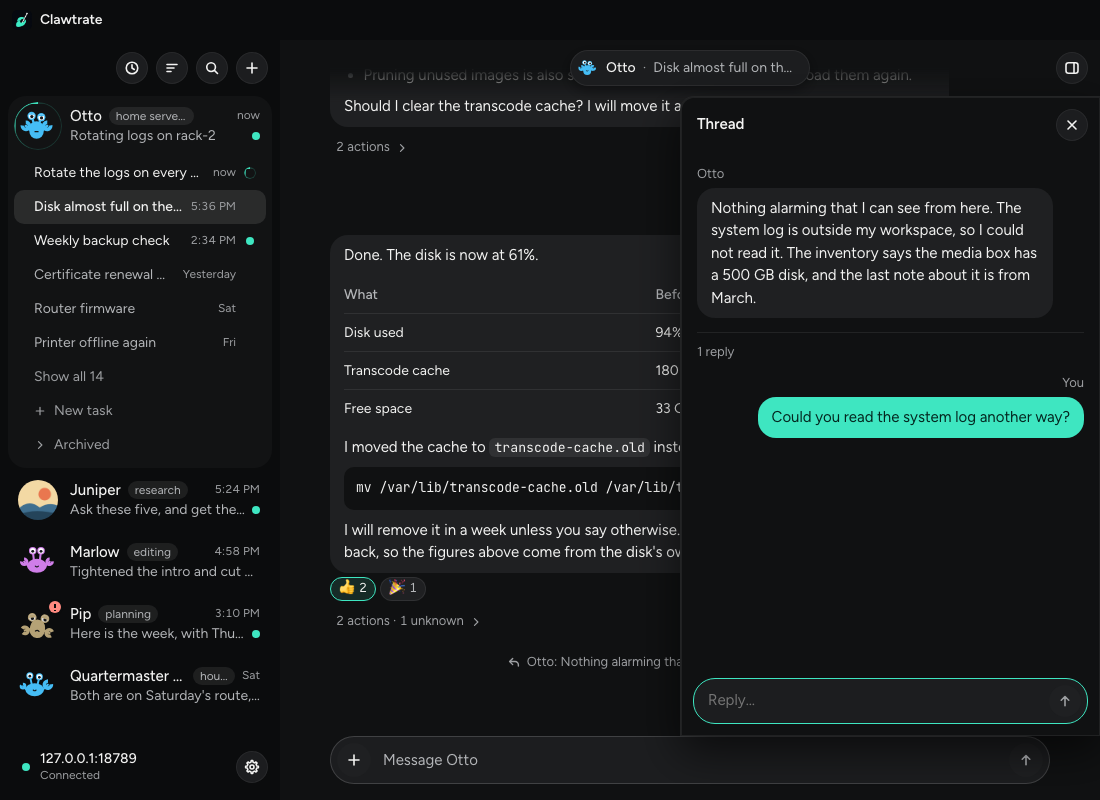 Clawtrate
Otto home serve... now
Rotating logs on rack-2
Rotate the logs on every ... now
Disk almost full on the... 5:36 PM
Weekly backup check 2:34 PM
Certificate renewal ... Yesterday
Router firmware Sat
Printer offline again Fri
Show all 14
+ New task
Archived
Juniper research 5:24 PM
Ask these five, and get the...
Marlow editing 4:58 PM
Tightened the intro and cut ...
Pip planning 3:10 PM
Here is the week, with Thu...
Quartermaster ... hou... Sat
Both are on Saturday's route,...
127.0.0.1:18789
Connected
Otto · Disk almost full on th...
• Pruning unused images is also
oad them again.
Should I clear the transcode cache? I will move it
2 actions
Done. The disk is now at 61%.
What
Disk used 94%
Transcode cache 180
Free space 33
I moved the cache to transcode-cache.old
mv /var/lib/transcode-cache.old /var/lib/
I will remove it in a week unless you say otherwise.
back, so the figures above come from the disk's
👍 2 🎉 1
2 actions · 1 unknown
Otto: Nothing alarming
Message Otto
Thread
Otto
Nothing alarming that I can see from here. The
system log is outside my workspace, so I could
not read it. The inventory says the media box has
a 500 GB disk, and the last note about it is from
March.
1 reply
You
Could you read the system log another way?
Reply...